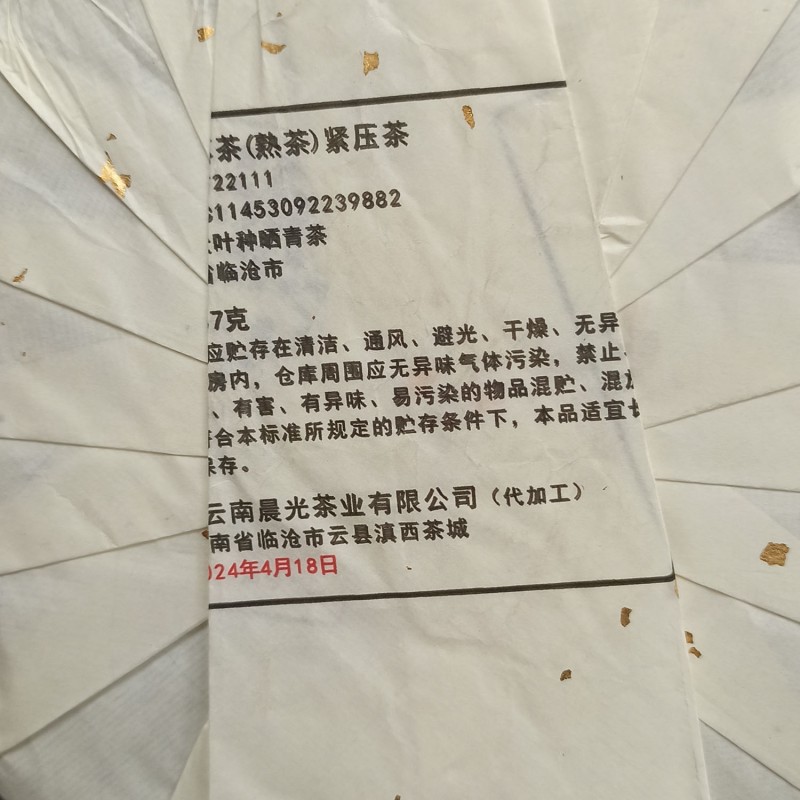 茶(熟茶)紧压茶
22111
11453092239882
叶种晒青茶
省临沧市
7克
应贮存在清洁、通风、避光、干燥、无异
房内，仓库周围应无异味气体污染，禁止
、有害、有异味、易污染的物品混贮、混
符合本标准所规定的贮存条件下，本品适宜长
保存。
云南晨光茶业有限公司（代加工）
南省临沧市云县滇西茶城
024年4月18日